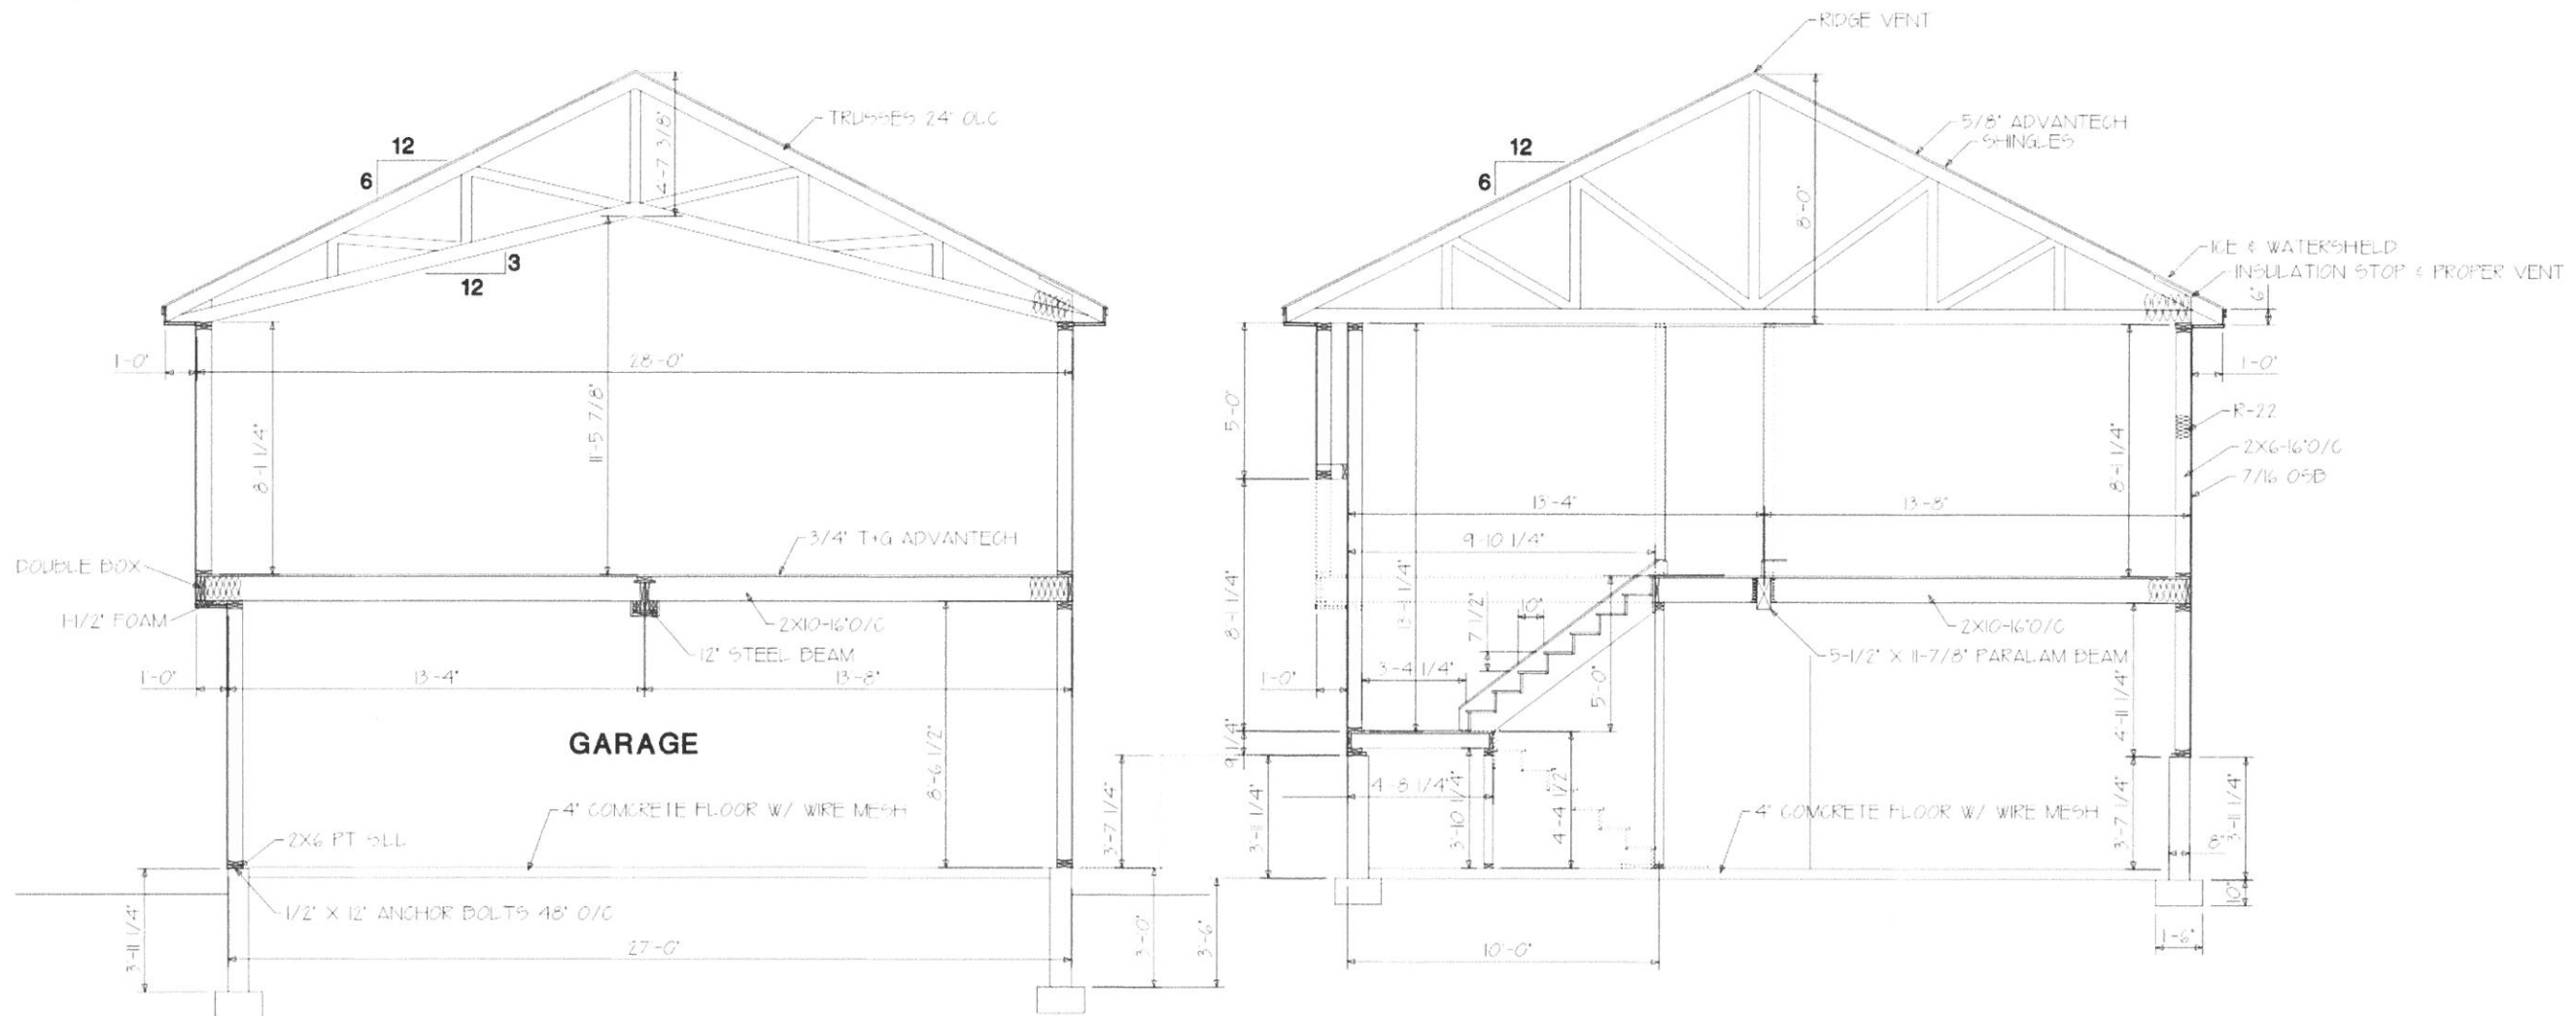 RIDGE VENT
TRUSSES 24" O.C
4'-7 3/8"
12
6
3
12
1'-0"
28'-0"
8'-1 1/4"
11'-5 7/8"
3/4" T+G ADVANTECH
DOUBLE BOX
1-1/2" FOAM
2X10-16"O/C
12" STEEL BEAM
1'-0"
13'-4"
13'-8"
GARAGE
8'-6 1/2"
4" COMCRETE FLOOR W/ WIRE MESH
2X6 PT SILL
1/2" X 12" ANCHOR BOLTS 48" O/C
3'-11 1/4"
27'-0"
3'-7 1/4"
3'-0"
3'-6"
12
6
8'-0"
5/8" ADVANTECH
SHINGLES
ICE & WATERSHELD
INSULATION STOP & PROPER VENT
6"
1'-0"
R-22
2X6-16"O/C
7/16 OSB
5'-0"
8'-1 1/4"
9 1/4"
3'-11 1/4"
1'-0"
13'-4"
13'-8"
9'-10 1/4"
13'-1 1/4"
8'-1 1/4"
10"
7 1/2"
3'-4 1/4"
5'-0"
2X10-16"O/C
5-1/2" X 11-7/8" PARALAM BEAM
4'-11 1/4"
4'-8 1/4"
3'-10 1/4"
4'-4 1/2"
4" COMCRETE FLOOR W/ WIRE MESH
3'-7 1/4"
8"
3'-11 1/4"
10"
1'-6"
10'-0"